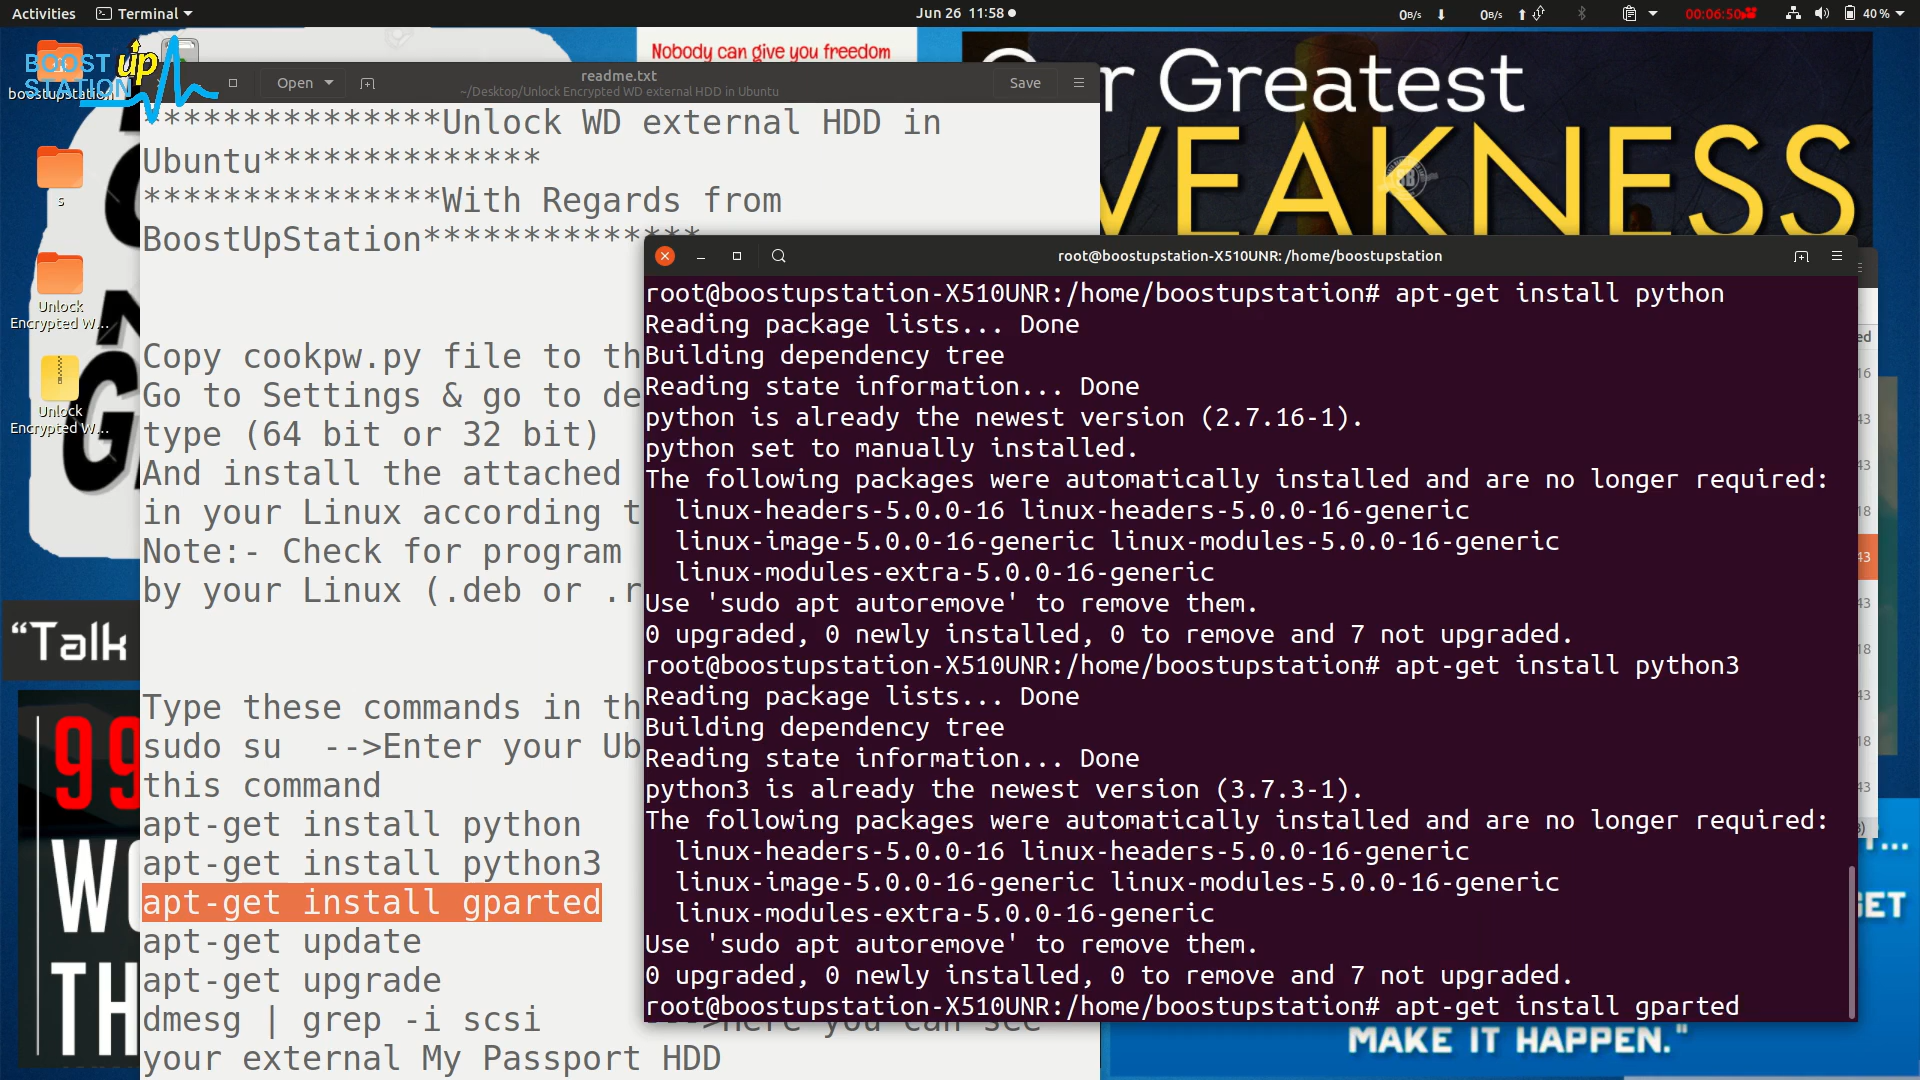 Activities
Terminal
Jun 26 11:58
0B/s
0B/s
00:06:50
40 %
BOOST up
STATION
boostupstatio...
s
Unlock
Encrypted W...
Unlock
Encrypted W...
Nobody can give you freedom
Greatest
WEAKNESS
Open
readme.txt
~/Desktop/Unlock Encrypted WD external HDD in Ubuntu
Save
***************Unlock WD external HDD in
Ubuntu**************
***************With Regards from
BoostUpStation**************
Copy cookpw.py file to th
Go to Settings & go to de
type (64 bit or 32 bit)
And install the attached
in your Linux according t
Note:- Check for program
by your Linux (.deb or .r
Type these commands in th
sudo su  -->Enter your Ub
this command
apt-get install python
apt-get install python3
apt-get install gparted
apt-get update
apt-get upgrade
dmesg | grep -i scsi     --->Here you can see
your external My Passport HDD
root@boostupstation-X510UNR: /home/boostupstation
root@boostupstation-X510UNR:/home/boostupstation# apt-get install python
Reading package lists... Done
Building dependency tree
Reading state information... Done
python is already the newest version (2.7.16-1).
python set to manually installed.
The following packages were automatically installed and are no longer required:
  linux-headers-5.0.0-16 linux-headers-5.0.0-16-generic
  linux-image-5.0.0-16-generic linux-modules-5.0.0-16-generic
  linux-modules-extra-5.0.0-16-generic
Use 'sudo apt autoremove' to remove them.
0 upgraded, 0 newly installed, 0 to remove and 7 not upgraded.
root@boostupstation-X510UNR:/home/boostupstation# apt-get install python3
Reading package lists... Done
Building dependency tree
Reading state information... Done
python3 is already the newest version (3.7.3-1).
The following packages were automatically installed and are no longer required:
  linux-headers-5.0.0-16 linux-headers-5.0.0-16-generic
  linux-image-5.0.0-16-generic linux-modules-5.0.0-16-generic
  linux-modules-extra-5.0.0-16-generic
Use 'sudo apt autoremove' to remove them.
0 upgraded, 0 newly installed, 0 to remove and 7 not upgraded.
root@boostupstation-X510UNR:/home/boostupstation# apt-get install gparted
“Talk
99
MAKE IT HAPPEN."